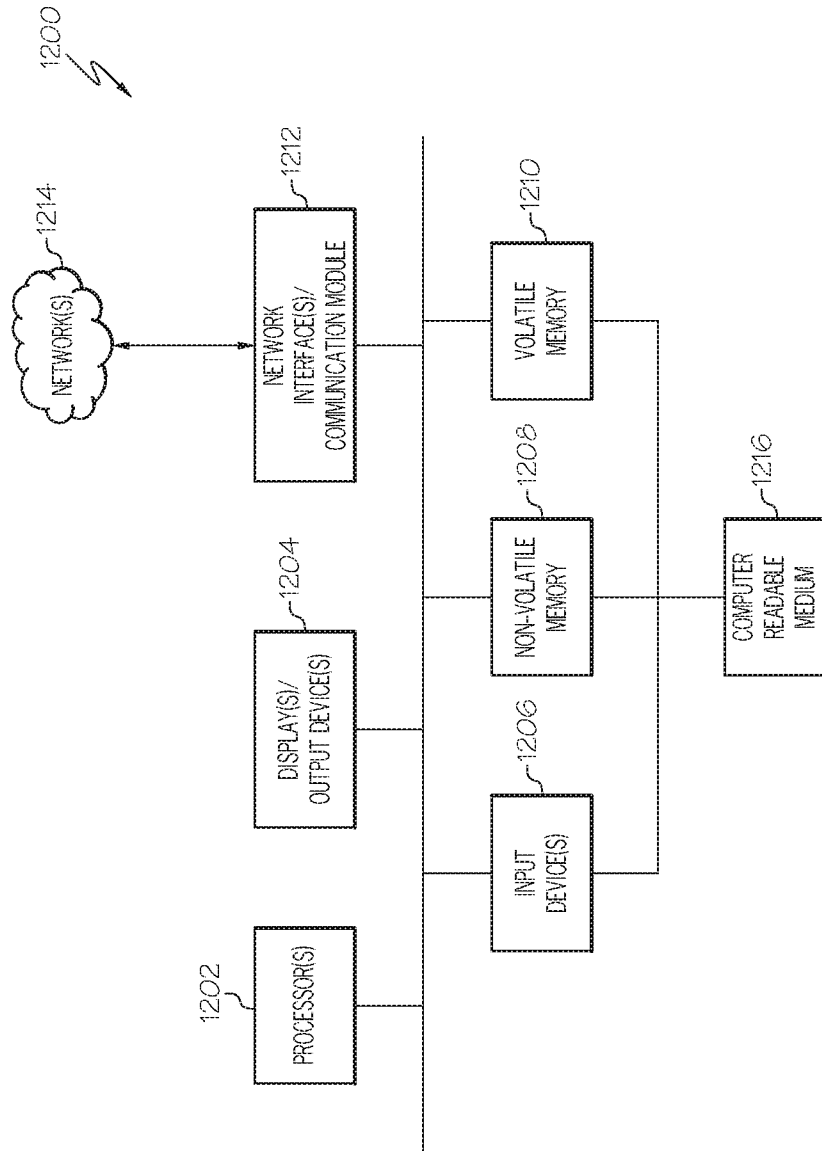 1200
NETWORK(S)
1214
NETWORK
INTERFACE(S)/
COMMUNICATION MODULE
1212
DISPLAY(S)/
OUTPUT DEVICE(S)
1204
PROCESSOR(S)
1202
VOLATILE
MEMORY
1210
NON-VOLATILE
MEMORY
1208
INPUT
DEVICE(S)
1206
COMPUTER
READABLE
MEDIUM
1216